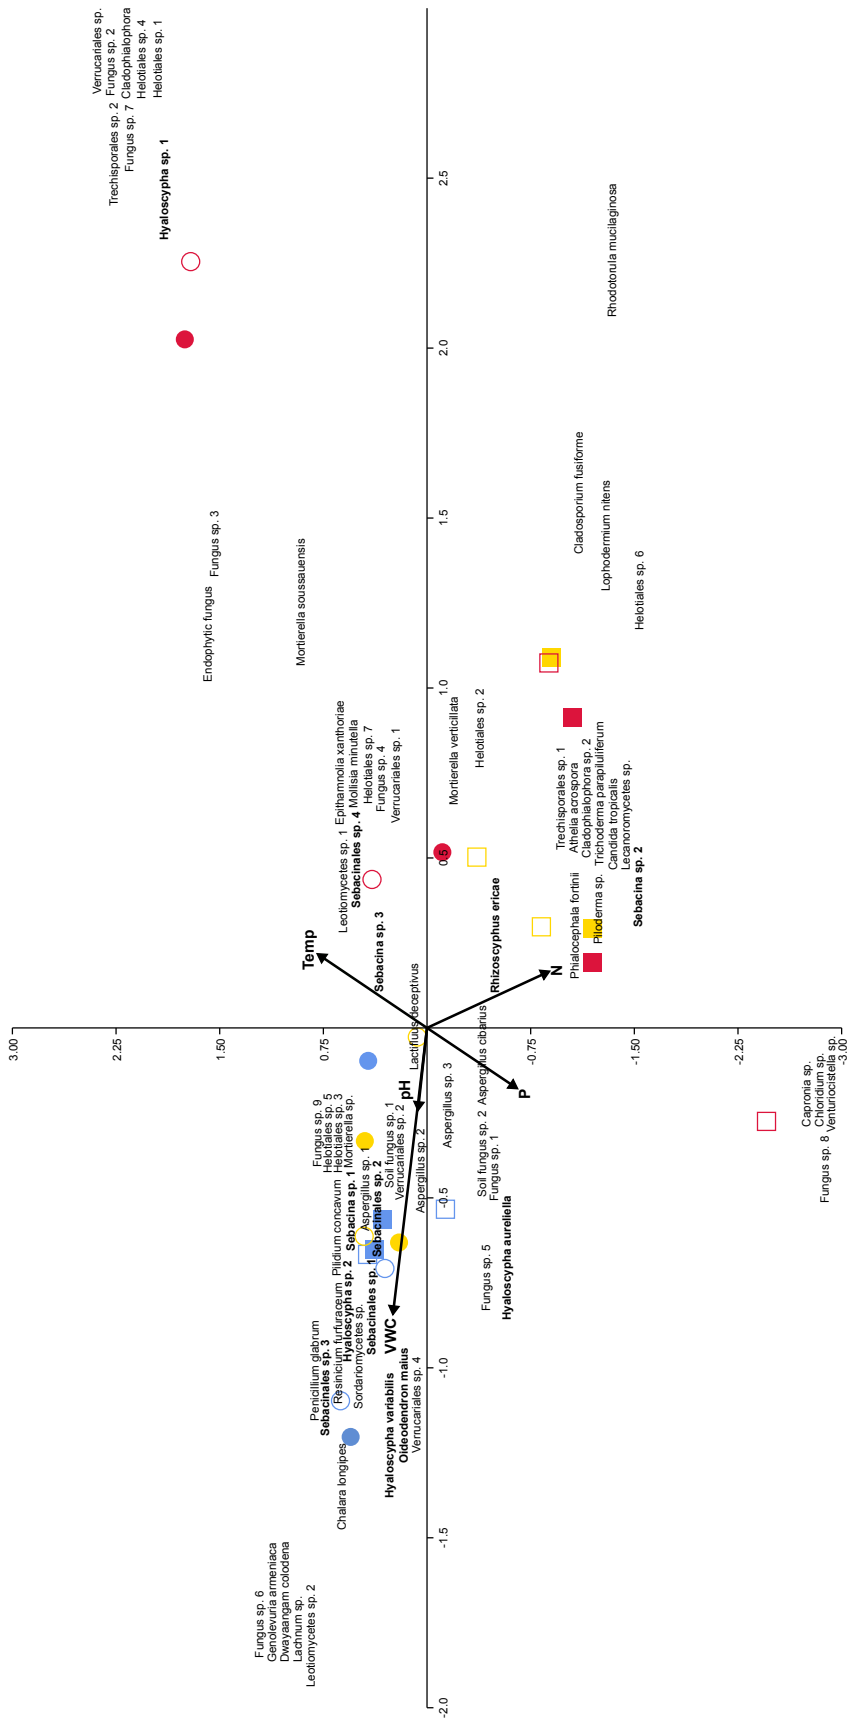 Verrucariales sp.
Fungus sp. 2
Cladophialophora
Helotiales sp. 4
Helotiales sp. 1
Trechisporales sp. 2
Fungus sp. 7
Hyaloscypha sp. 1
2.5
Rhodotorula mucilaginosa
2.0
Cladosporium fusiforme
Lophodermium nitens
Helotiales sp. 6
1.5
Fungus sp. 3
Endophytic fungus
Mortierella soussauensis
1.0
Epithamnolia xanthoriae
Mollisia minutella
Helotiales sp. 7
Fungus sp. 4
Verrucariales sp. 1
Leotiomycetes sp. 1
Sebacinales sp. 4
Sebacina sp. 3
Mortierella verticillata
Helotiales sp. 2
0.5
Rhizoscyphus ericae
Trechisporales sp. 1
Athelia acrospora
Cladophialophora sp. 2
Trichoderma parapiluliferum
Candida tropicalis
Lecanoromycetes sp.
Sebacina sp. 2
Phialocephala fortinii
Piloderma sp.
Temp
N
Lactifluus deceptivus
3.00
2.25
1.50
0.75
-0.75
-1.50
-2.25
-3.00
pH
P
Aspergillus cibarius
Aspergillus sp. 3
Soil fungus sp. 2
Fungus sp. 1
Capronia sp.
Chloridium sp.
Venturiocistella sp.
Fungus sp. 8
Fungus sp. 9
Helotiales sp. 5
Helotiales sp. 3
Mortierella sp.
Aspergillus sp. 1
Soil fungus sp. 1
Verrucariales sp. 2
Aspergillus sp. 2
Pilidium concavum
Sebacina sp. 1
Sebacinales sp. 2
-0.5
Fungus sp. 5
Hyaloscypha aureliella
Resinicium furfuraceum
Hyaloscypha sp. 2
Sordariomycetes sp.
Sebacinales sp. 1
VWC
Penicillium glabrum
Sebacinales sp. 3
-1.0
Hyaloscypha variabilis
Oideodendron maius
Verrucariales sp. 4
Chalara longipes
-1.5
Fungus sp. 6
Genolevuria armeniaca
Dwayaangam colodena
Lachnum sp.
Leotiomycetes sp. 2
-2.0